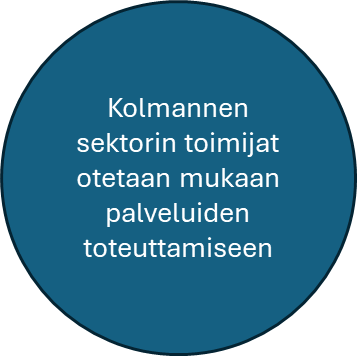 Kolmannen
sektorin toimijat
otetaan mukaan
palveluiden
toteuttamiseen